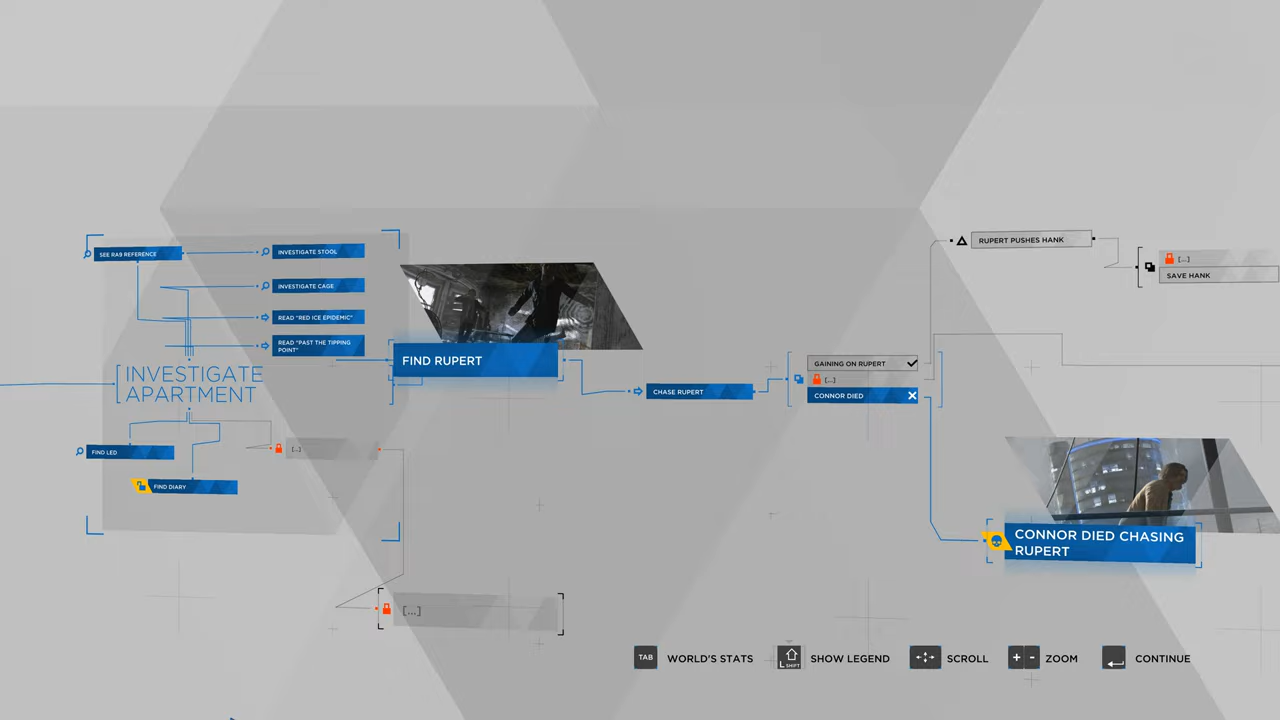 SEE RA9 REFERENCE
INVESTIGATE STOOL
INVESTIGATE CAGE
READ "RED ICE EPIDEMIC"
READ "PAST THE TIPPING
POINT"
INVESTIGATE
APARTMENT
FIND LED
FIND DIARY
[...]
[...]
FIND RUPERT
CHASE RUPERT
GAINING ON RUPERT
[...]
CONNOR DIED
RUPERT PUSHES HANK
[...]
SAVE HANK
CONNOR DIED CHASING
RUPERT
TAB WORLD'S STATS
L SHIFT SHOW LEGEND
SCROLL
+ - ZOOM
CONTINUE